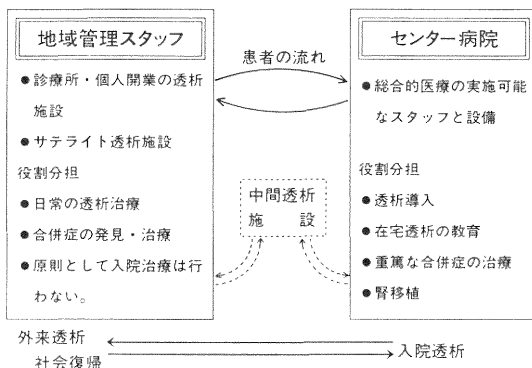 地域管理スタッフ
●診療所・個人開業の透析
施設
●サテライト透析施設
役割分担
●日常の透析治療
●合併症の発見・治療
●原則として入院治療は行
わない。
患者の流れ
中間透析
施設
センター病院
●総合的医療の実施可能
なスタッフと設備
役割分担
●透析導入
●在宅透析の教育
●重篤な合併症の治療
●腎移植
外来透析
社会復帰
入院透析